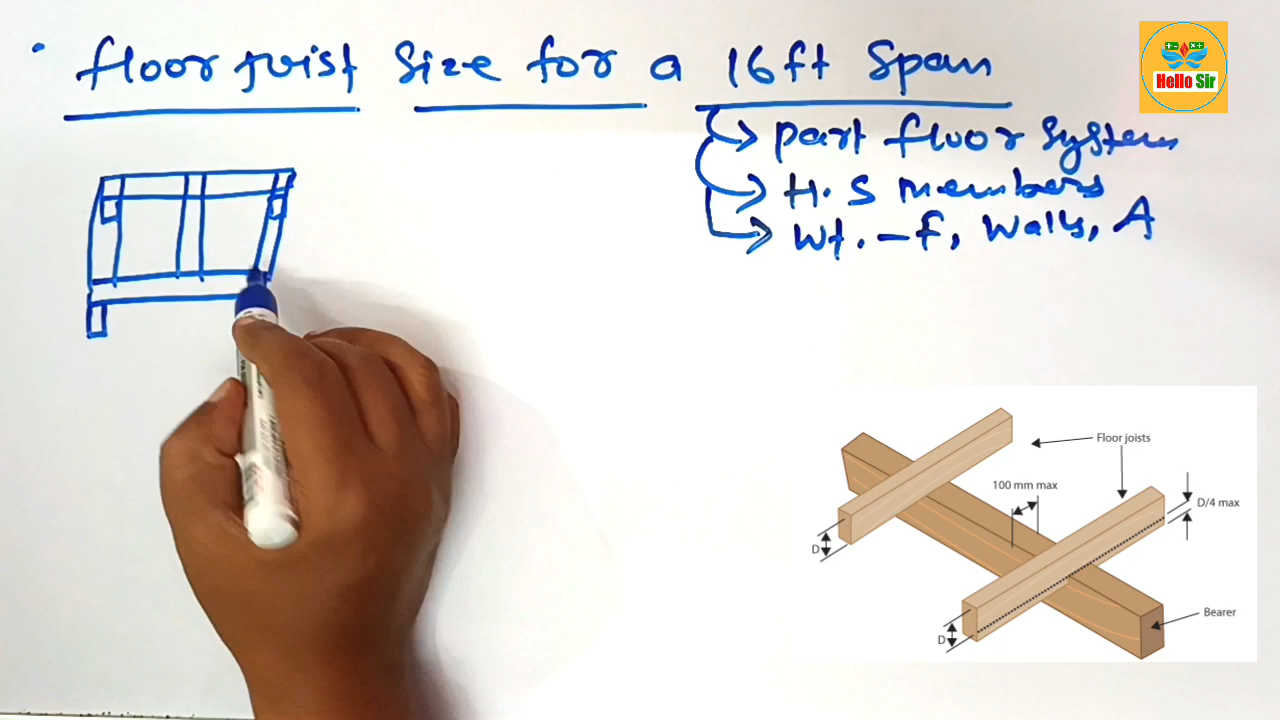 floor joist size for a 16ft span
Hello Sir
part floor system
H.S members
wt. - f, walls, A
Floor joists
100 mm max
D/4 max
D
D
Bearer